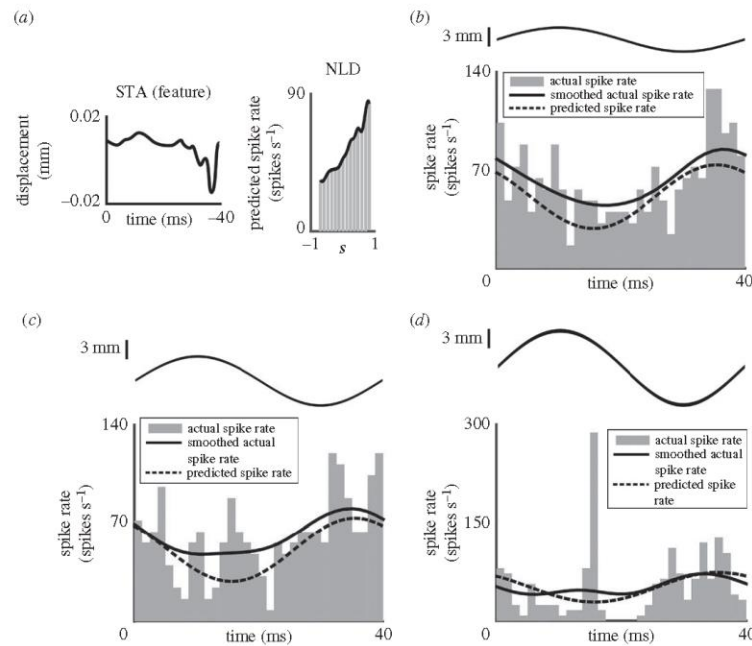 (a)
STA (feature)
displacement
(mm)
0.02
−0.02
0
time (ms)
−40
NLD
predicted spike rate
(spikes s⁻¹)
90
0
−1
s
1
(b)
3 mm
140
actual spike rate
smoothed actual spike rate
predicted spike rate
spike rate
(spikes s⁻¹)
70
0
time (ms)
40
(c)
3 mm
140
actual spike rate
smoothed actual
spike rate
predicted spike rate
spike rate
(spikes s⁻¹)
70
0
time (ms)
40
(d)
3 mm
300
actual spike rate
smoothed actual
spike rate
predicted spike
rate
spike rate
(spikes s⁻¹)
150
0
time (ms)
40